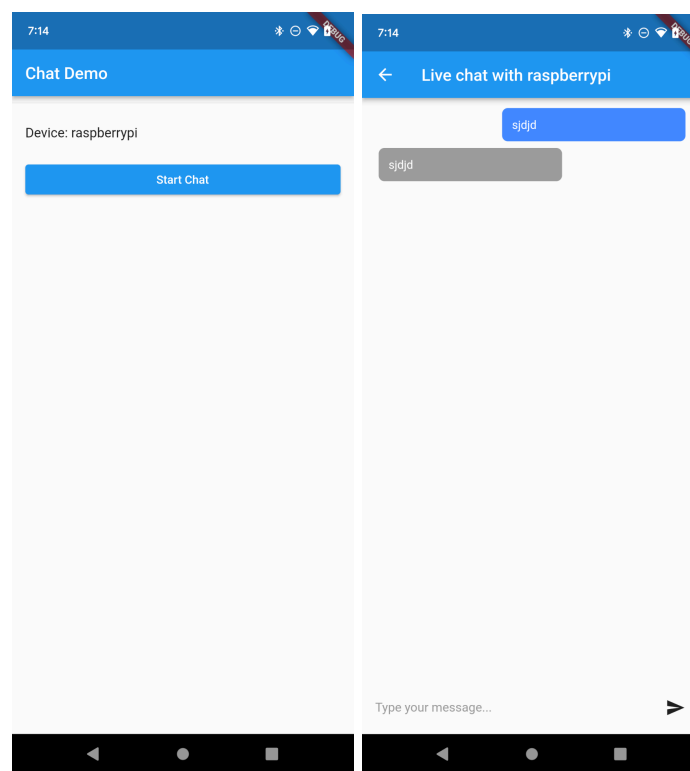 7:14
DEBUG
Chat Demo
Device: raspberrypi
Start Chat
7:14
DEBUG
Live chat with raspberrypi
sjdjd
sjdjd
Type your message...